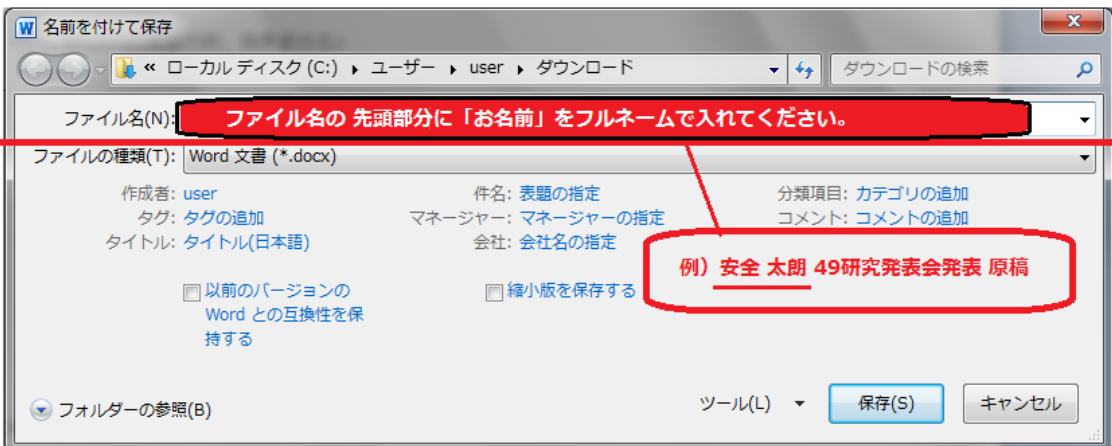 名前を付けて保存
« ローカル ディスク (C:) ▸ ユーザー ▸ user ▸ ダウンロード
ダウンロードの検索
ファイル名(N): ファイル名の 先頭部分に「お名前」をフルネームで入れてください。
ファイルの種類(T): Word 文書 (*.docx)
作成者: user 件名: 表題の指定 分類項目: カテゴリの追加
タグ: タグの追加 マネージャー: マネージャーの指定 コメント: コメントの追加
タイトル: タイトル(日本語) 会社: 会社名の指定
例）安全 太朗 49研究発表会発表 原稿
以前のバージョンの
Word との互換性を保
持する
縮小版を保存する
フォルダーの参照(B)
ツール(L) 保存(S) キャンセル